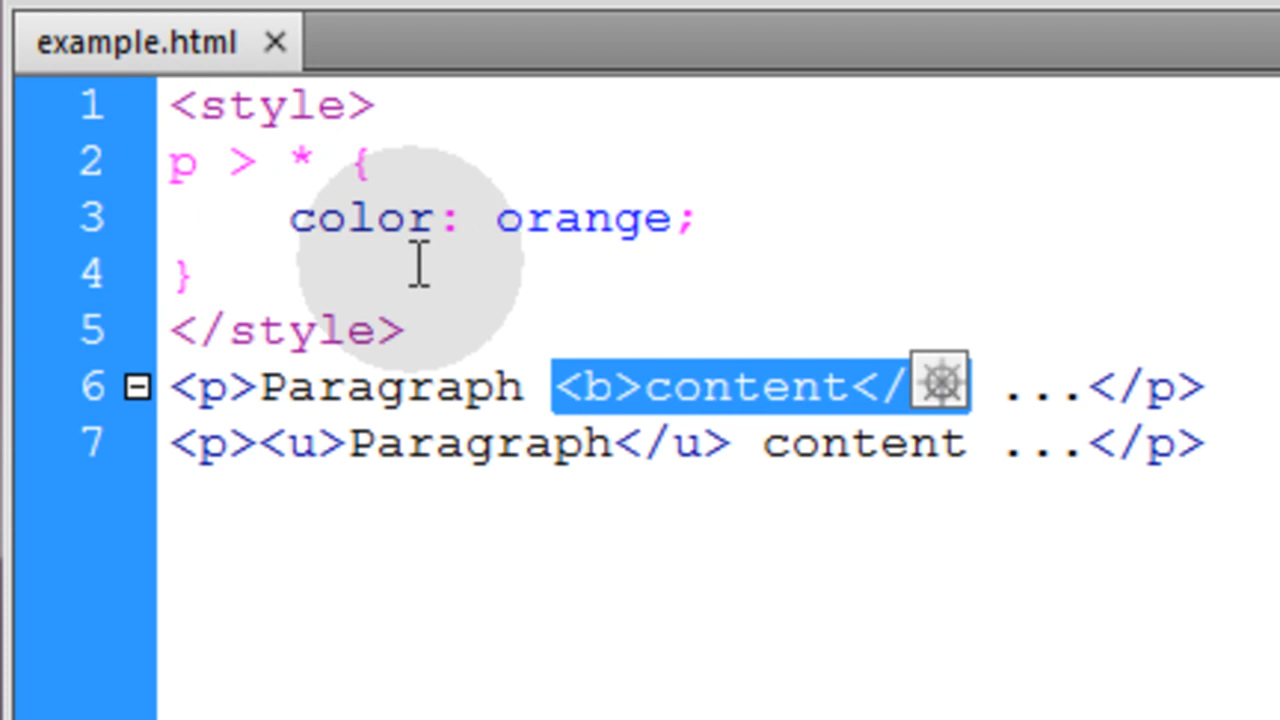 example.html ×
1 <style>
2 p > * {
3     color: orange;
4 }
5 </style>
6 <p>Paragraph <b>content</ ...</p>
7 <p><u>Paragraph</u> content ...</p>